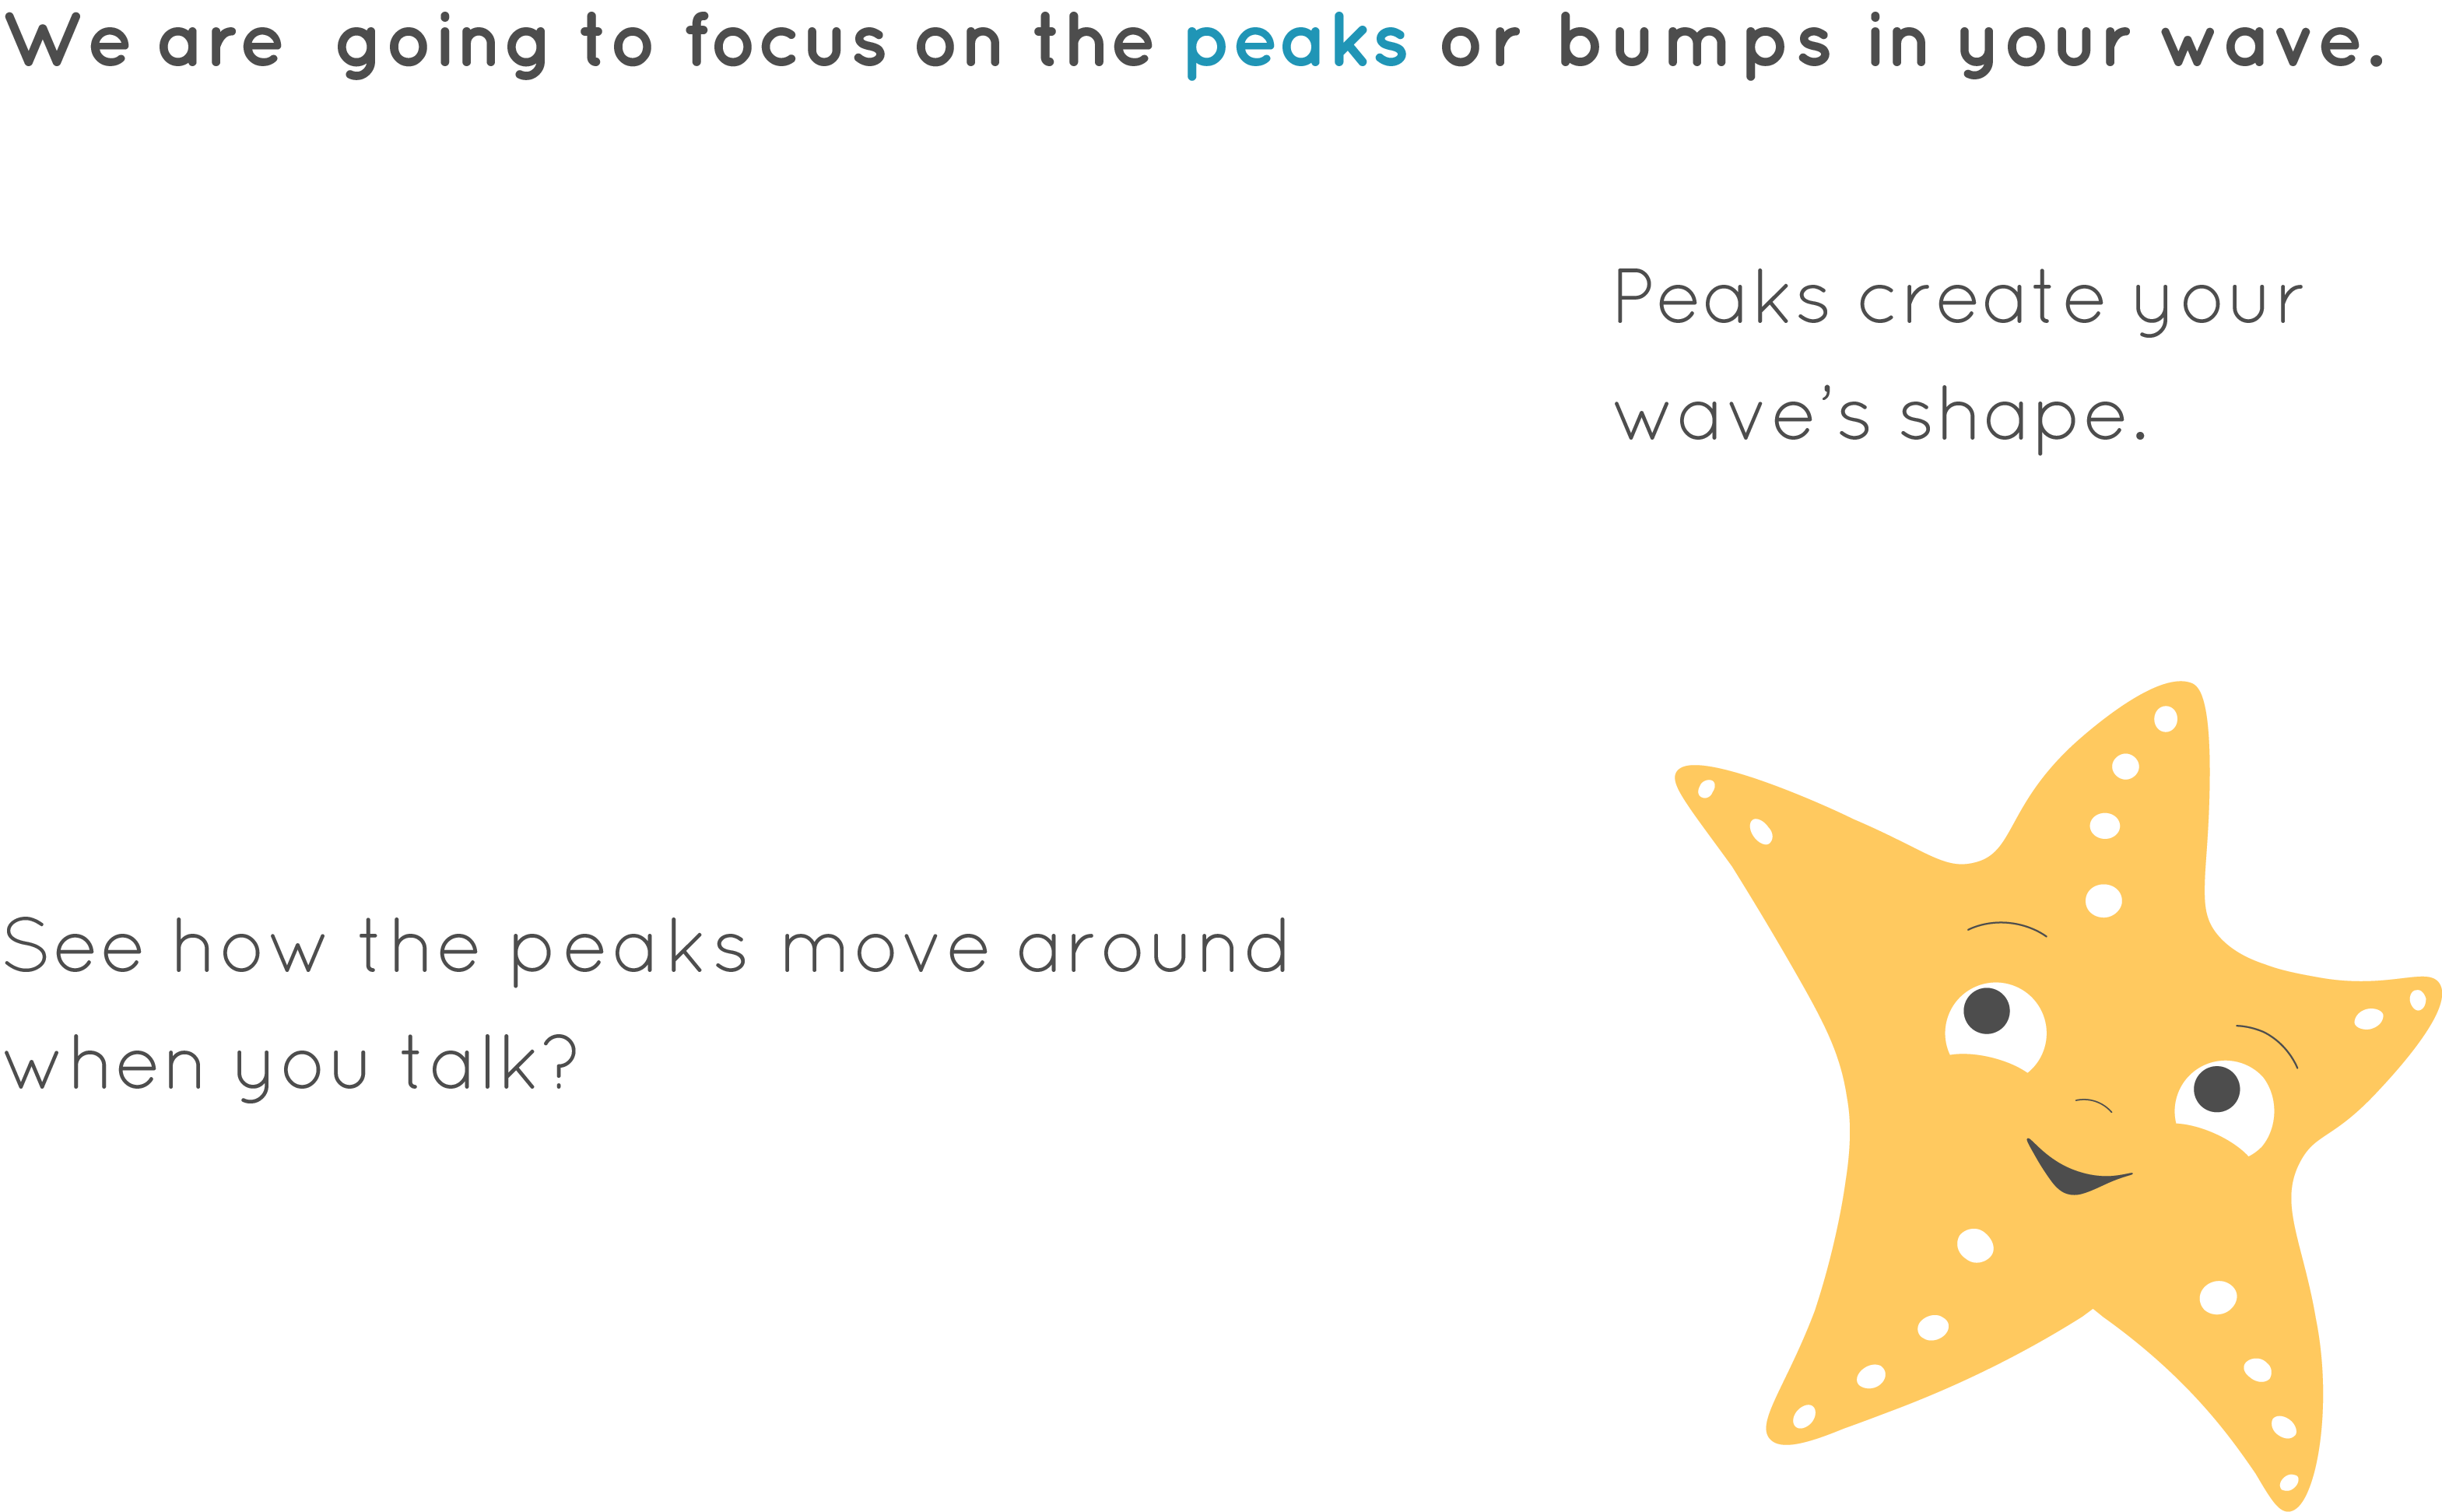 We are going to focus on the peaks or bumps in your wave.
Peaks create your
wave’s shape.
See how the peaks move around
when you talk?